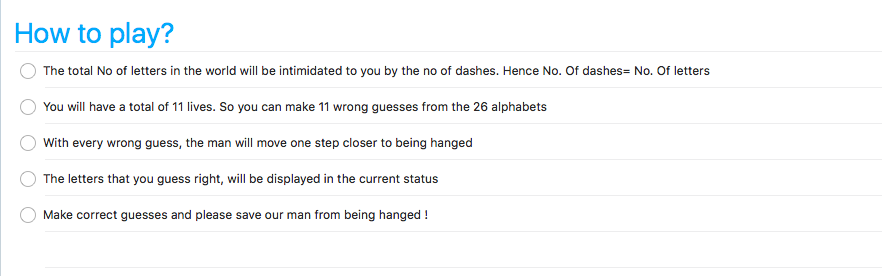 How to play?
The total No of letters in the world will be intimidated to you by the no of dashes. Hence No. Of dashes= No. Of letters
You will have a total of 11 lives. So you can make 11 wrong guesses from the 26 alphabets
With every wrong guess, the man will move one step closer to being hanged
The letters that you guess right, will be displayed in the current status
Make correct guesses and please save our man from being hanged !